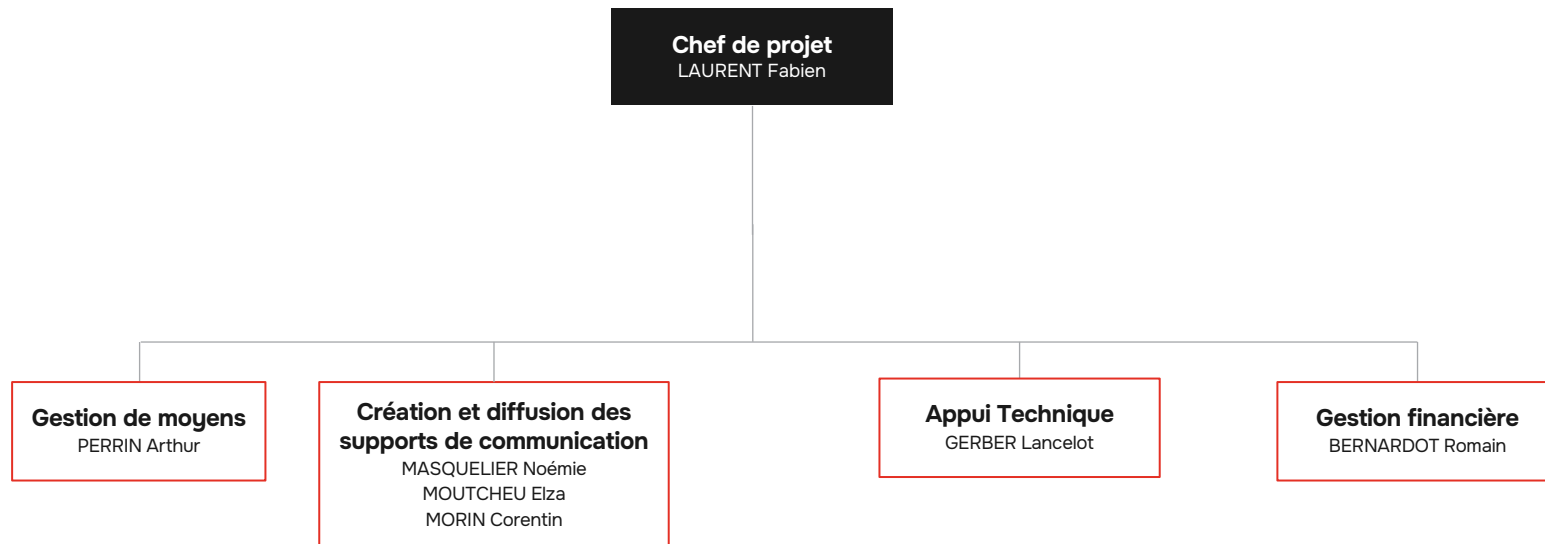 Chef de projet
LAURENT Fabien
Gestion de moyens
PERRIN Arthur
Création et diffusion des
supports de communication
MASQUELIER Noémie
MOUTCHEU Elza
MORIN Corentin
Appui Technique
GERBER Lancelot
Gestion financière
BERNARDOT Romain